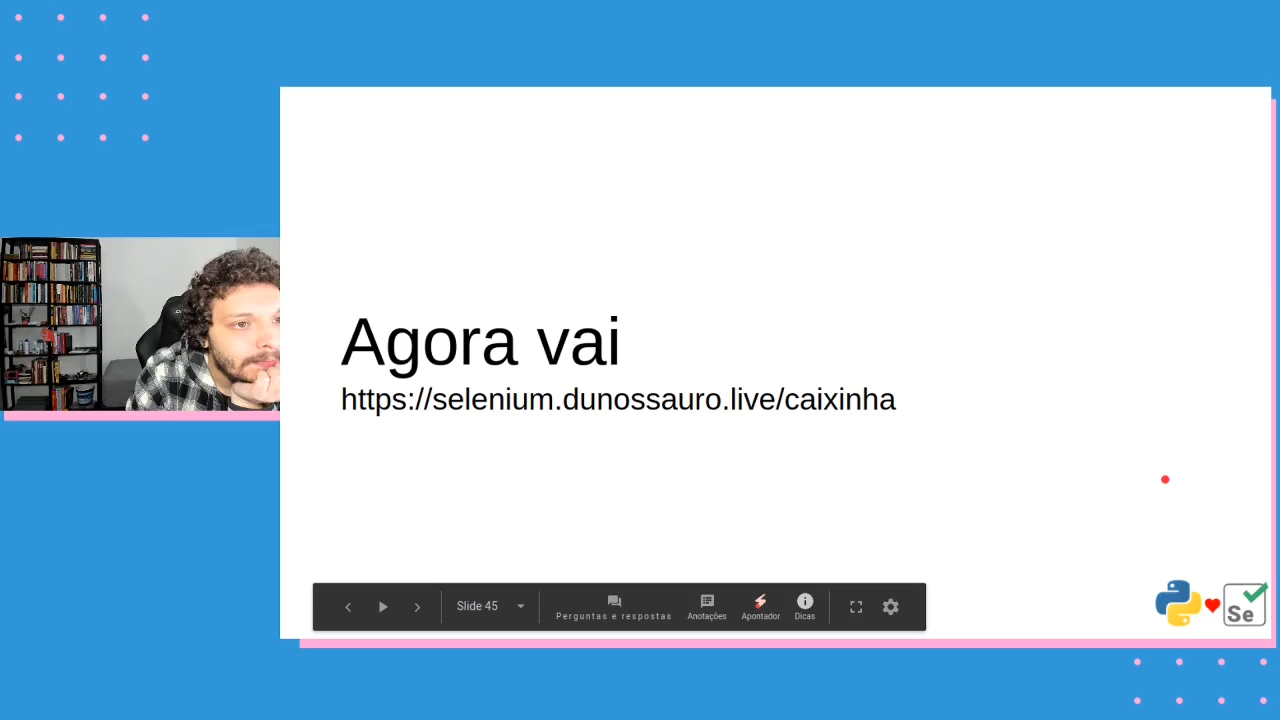 Agora vai
https://selenium.dunossauro.live/caixinha
Slide 45
Perguntas e respostas
Anotações
Apontador
Dicas
Se